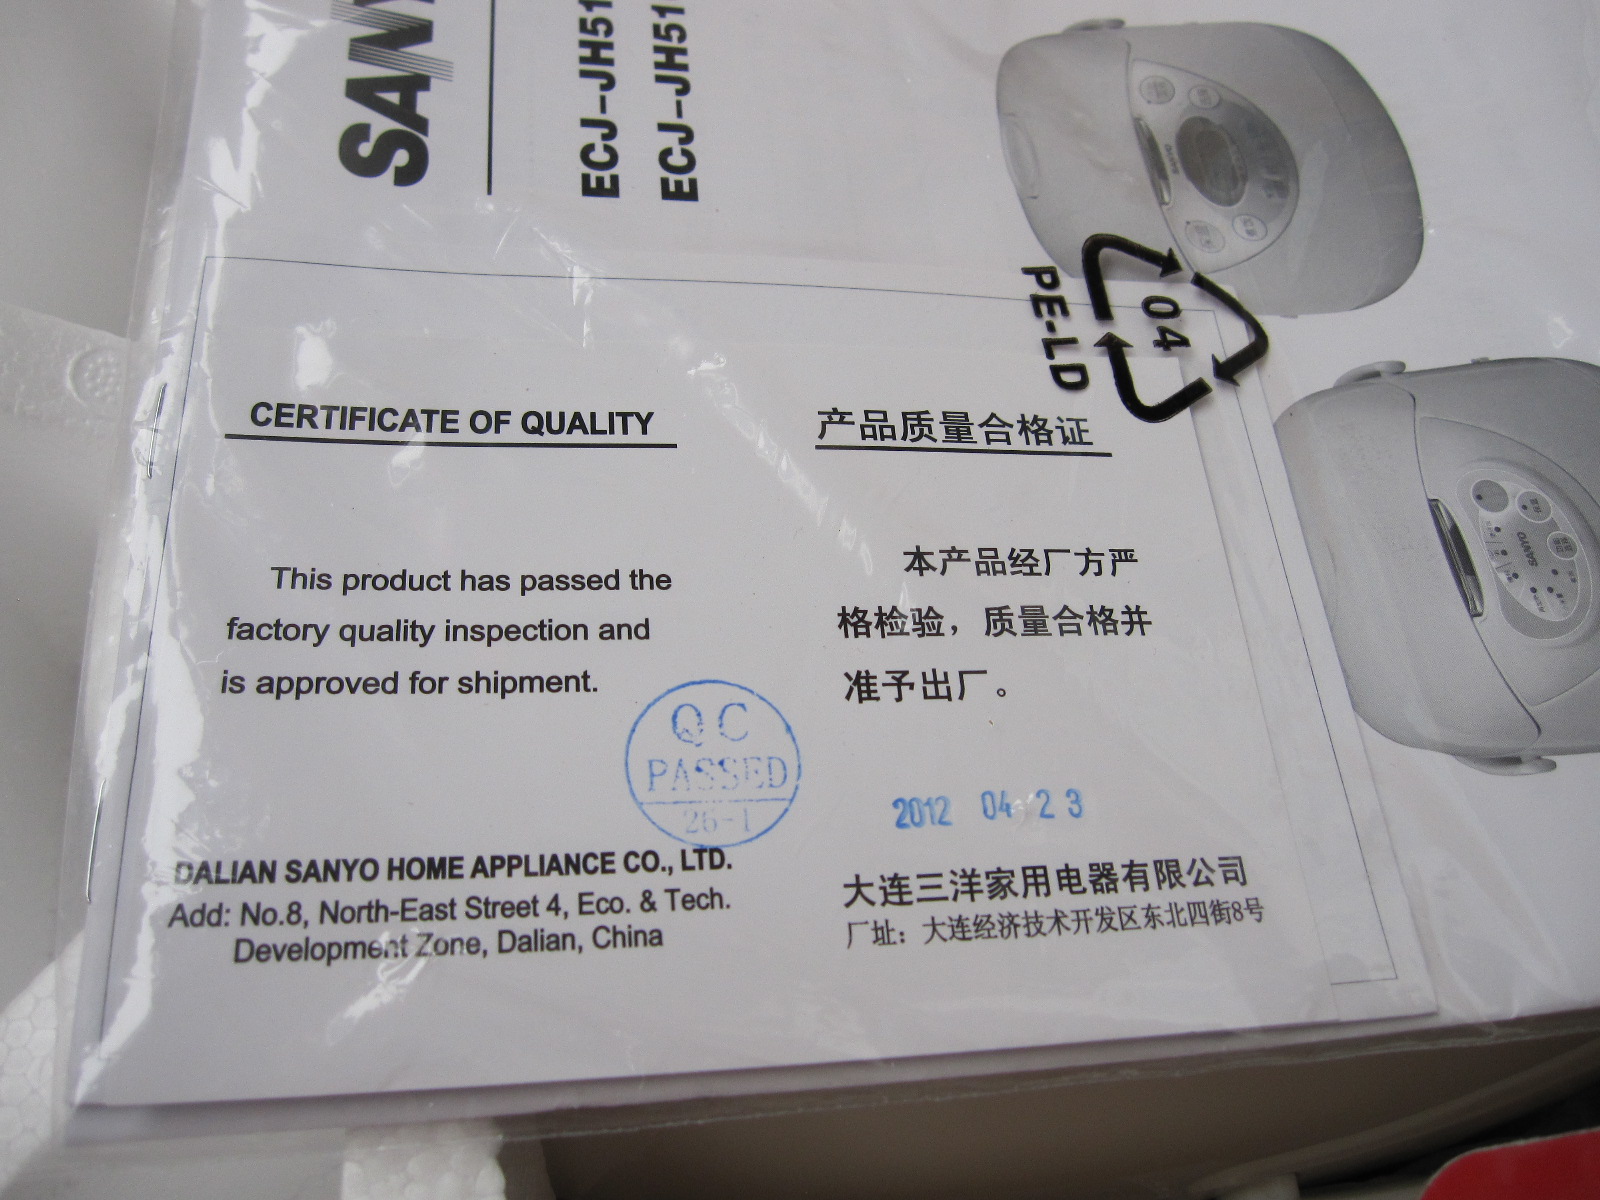 SANY
ECJ-JH51
ECJ-JH51
04
PE-LD
CERTIFICATE OF QUALITY
This product has passed the
factory quality inspection and
is approved for shipment.
QC
PASSED
26-1
DALIAN SANYO HOME APPLIANCE CO., LTD.
Add: No.8, North-East Street 4, Eco. & Tech.
Development Zone, Dalian, China
产品质量合格证
本产品经厂方严
格检验，质量合格并
准予出厂。
2012 04 23
大连三洋家用电器有限公司
厂址：大连经济技术开发区东北四街8号
SANYO